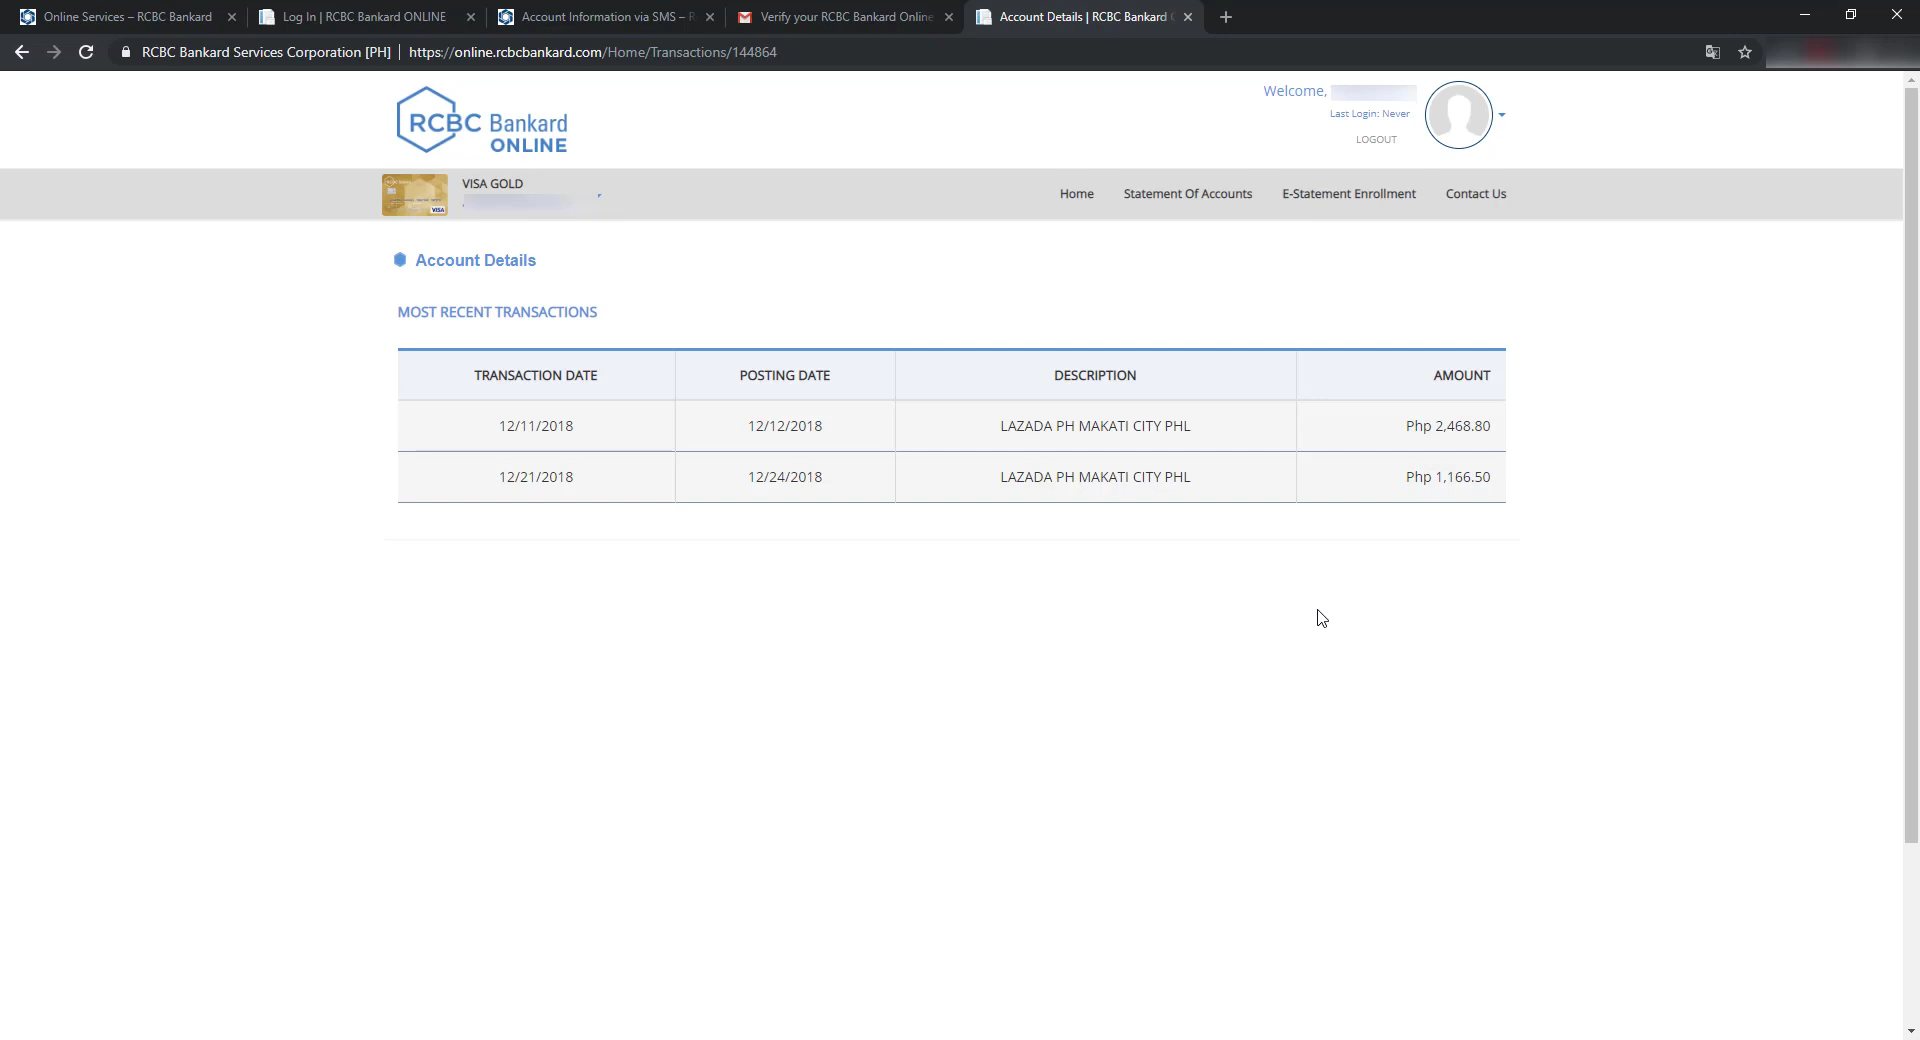 Online Services – RCBC Bankard
Log In | RCBC Bankard ONLINE
Account Information via SMS – R
Verify your RCBC Bankard Online
Account Details | RCBC Bankard
RCBC Bankard Services Corporation [PH] | https://online.rcbcbankard.com/Home/Transactions/144864
RCBC Bankard
ONLINE
Welcome,
Last Login: Never
LOGOUT
VISA GOLD
VISA
Home Statement Of Accounts E-Statement Enrollment Contact Us
Account Details
MOST RECENT TRANSACTIONS
TRANSACTION DATE POSTING DATE DESCRIPTION AMOUNT
12/11/2018 12/12/2018 LAZADA PH MAKATI CITY PHL Php 2,468.80
12/21/2018 12/24/2018 LAZADA PH MAKATI CITY PHL Php 1,166.50